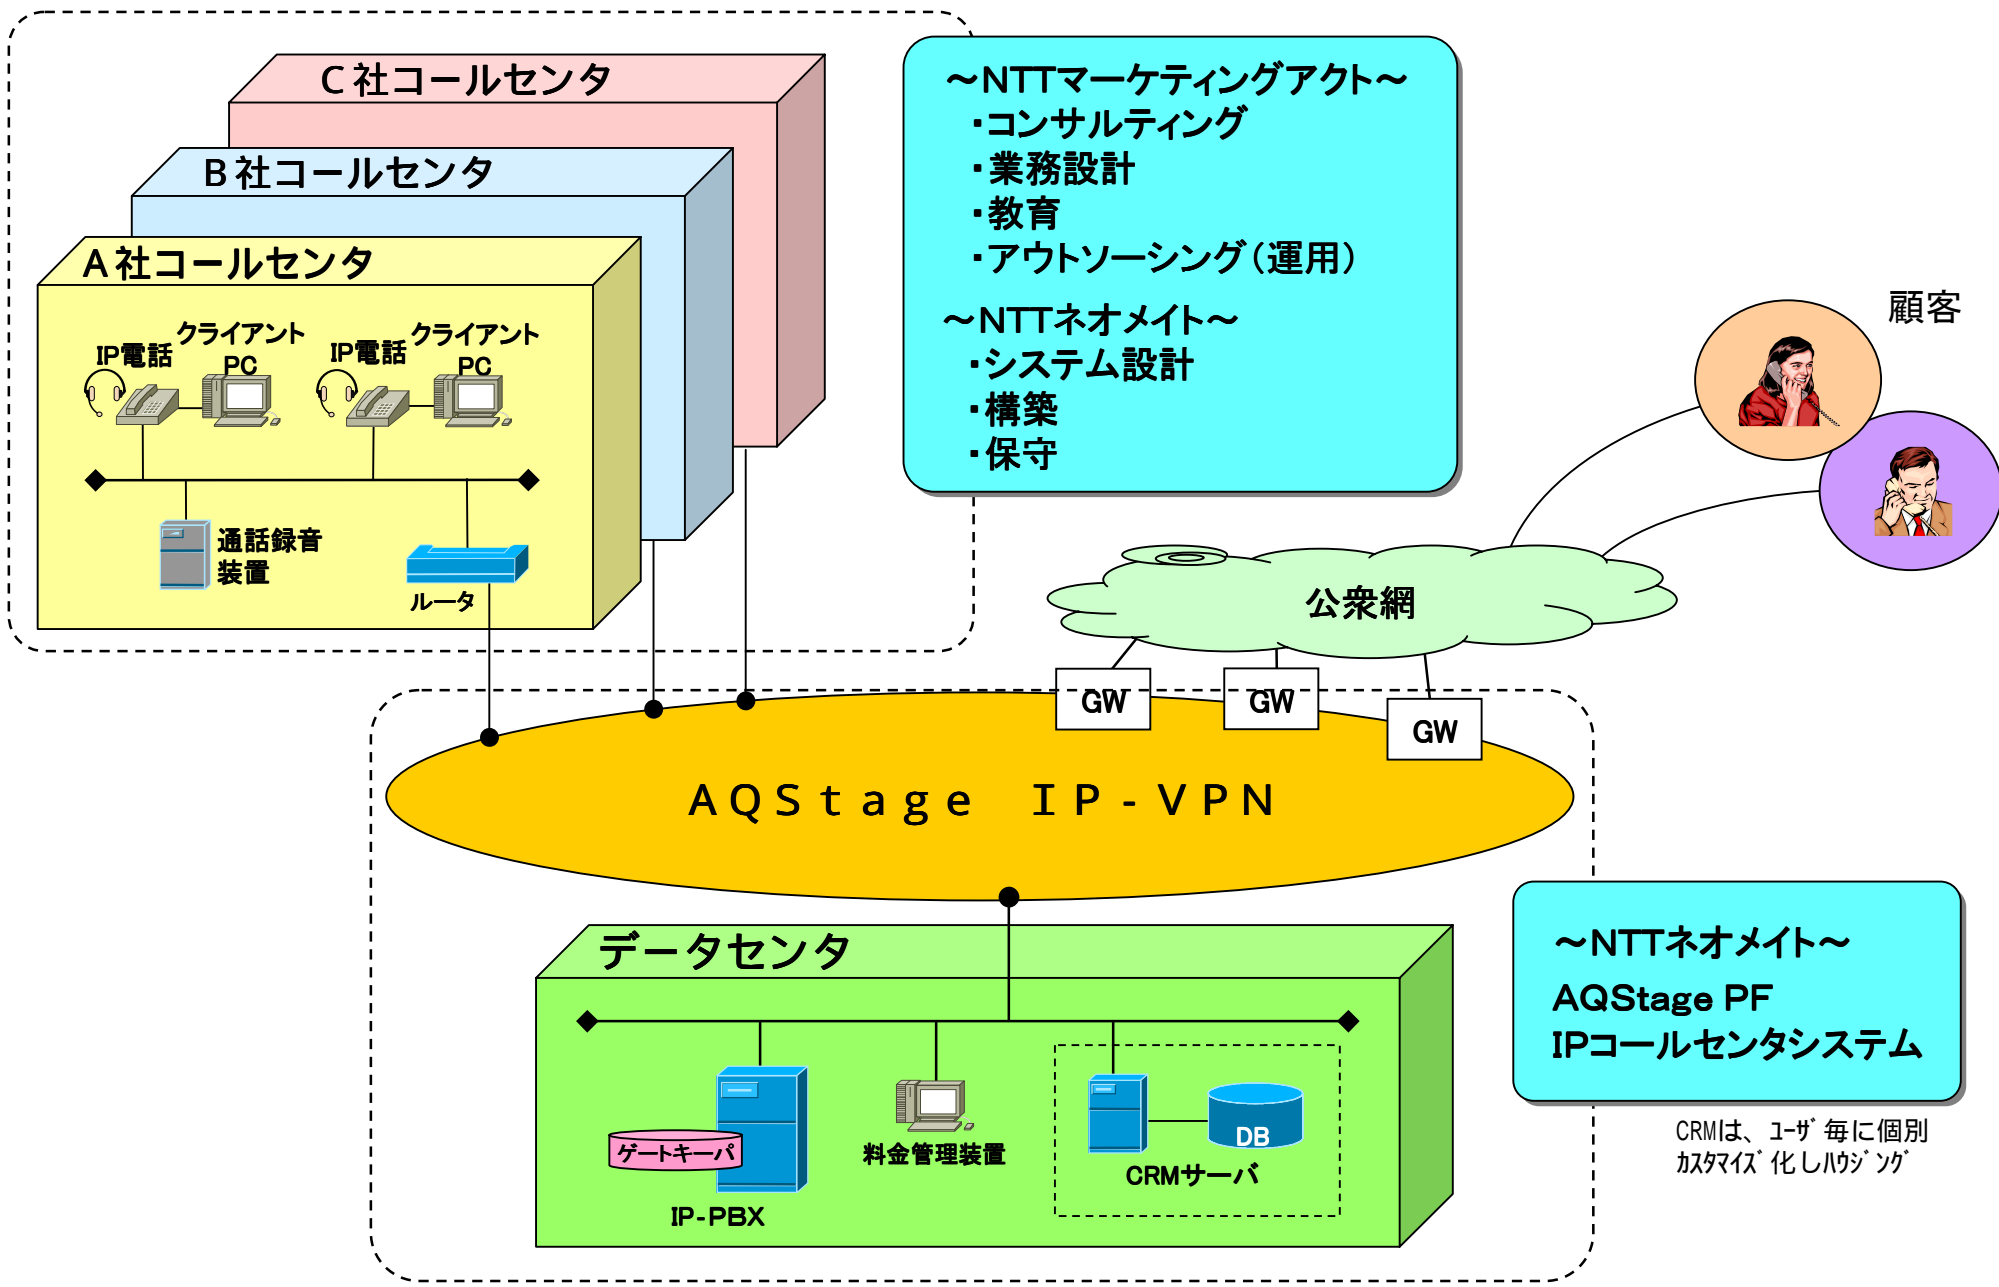 C社コールセンタ
B社コールセンタ
A社コールセンタ
IP電話
クライアント
PC
IP電話
クライアント
PC
通話録音
装置
ルータ
～NTTマーケティングアクト～
・コンサルティング
・業務設計
・教育
・アウトソーシング（運用）
～NTTネオメイト～
・システム設計
・構築
・保守
顧客
公衆網
GW
GW
GW
AQStage IP-VPN
データセンタ
ゲートキーパ
IP-PBX
料金管理装置
DB
CRMサーバ
～NTTネオメイト～
AQStage PF
IPコールセンタシステム
CRMは、ﾕｰｻﾞ毎に個別
ｶｽﾀﾏｲｽﾞ化しﾊｳｼﾞﾝｸﾞ